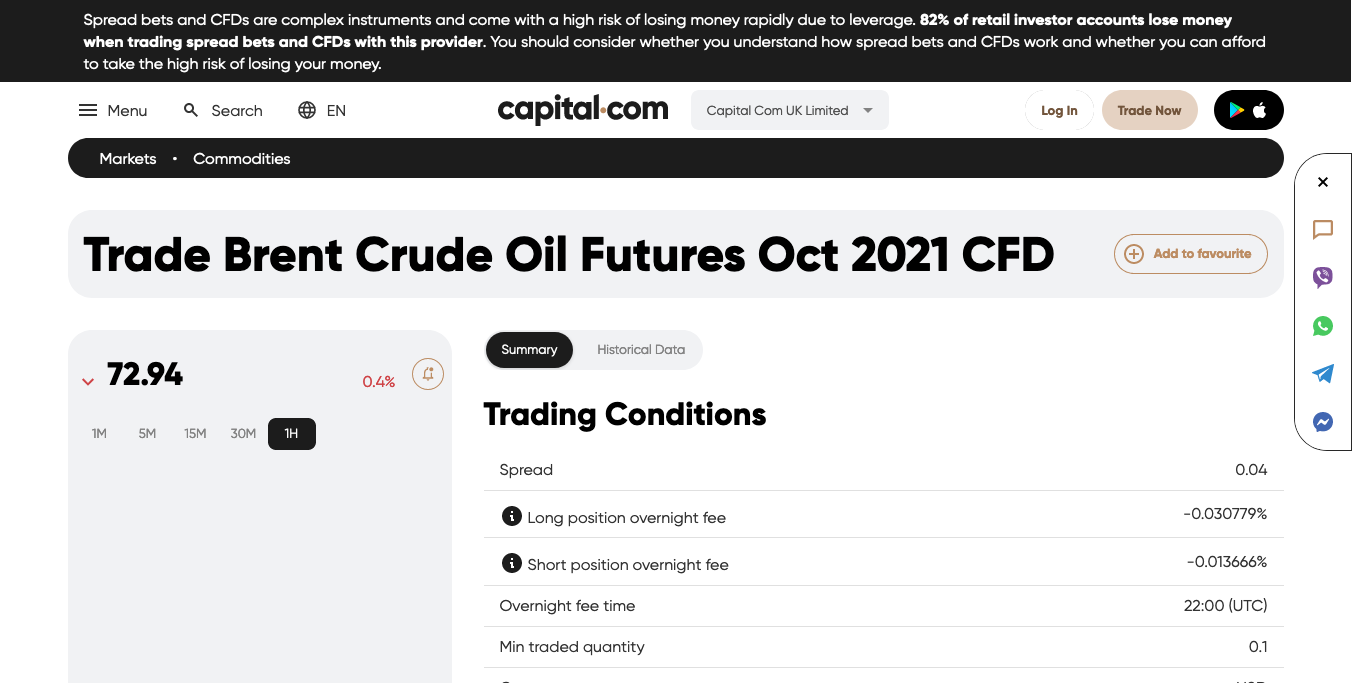 Spread bets and CFDs are complex instruments and come with a high risk of losing money rapidly due to leverage. 82% of retail investor accounts lose money
when trading spread bets and CFDs with this provider. You should consider whether you understand how spread bets and CFDs work and whether you can afford
to take the high risk of losing your money.
Menu Search EN capital.com Capital Com UK Limited Log In Trade Now
Markets • Commodities
Trade Brent Crude Oil Futures Oct 2021 CFD Add to favourite
72.94 0.4%
1M 5M 15M 30M 1H
Summary Historical Data
Trading Conditions
Spread 0.04
Long position overnight fee -0.030779%
Short position overnight fee -0.013666%
Overnight fee time 22:00 (UTC)
Min traded quantity 0.1